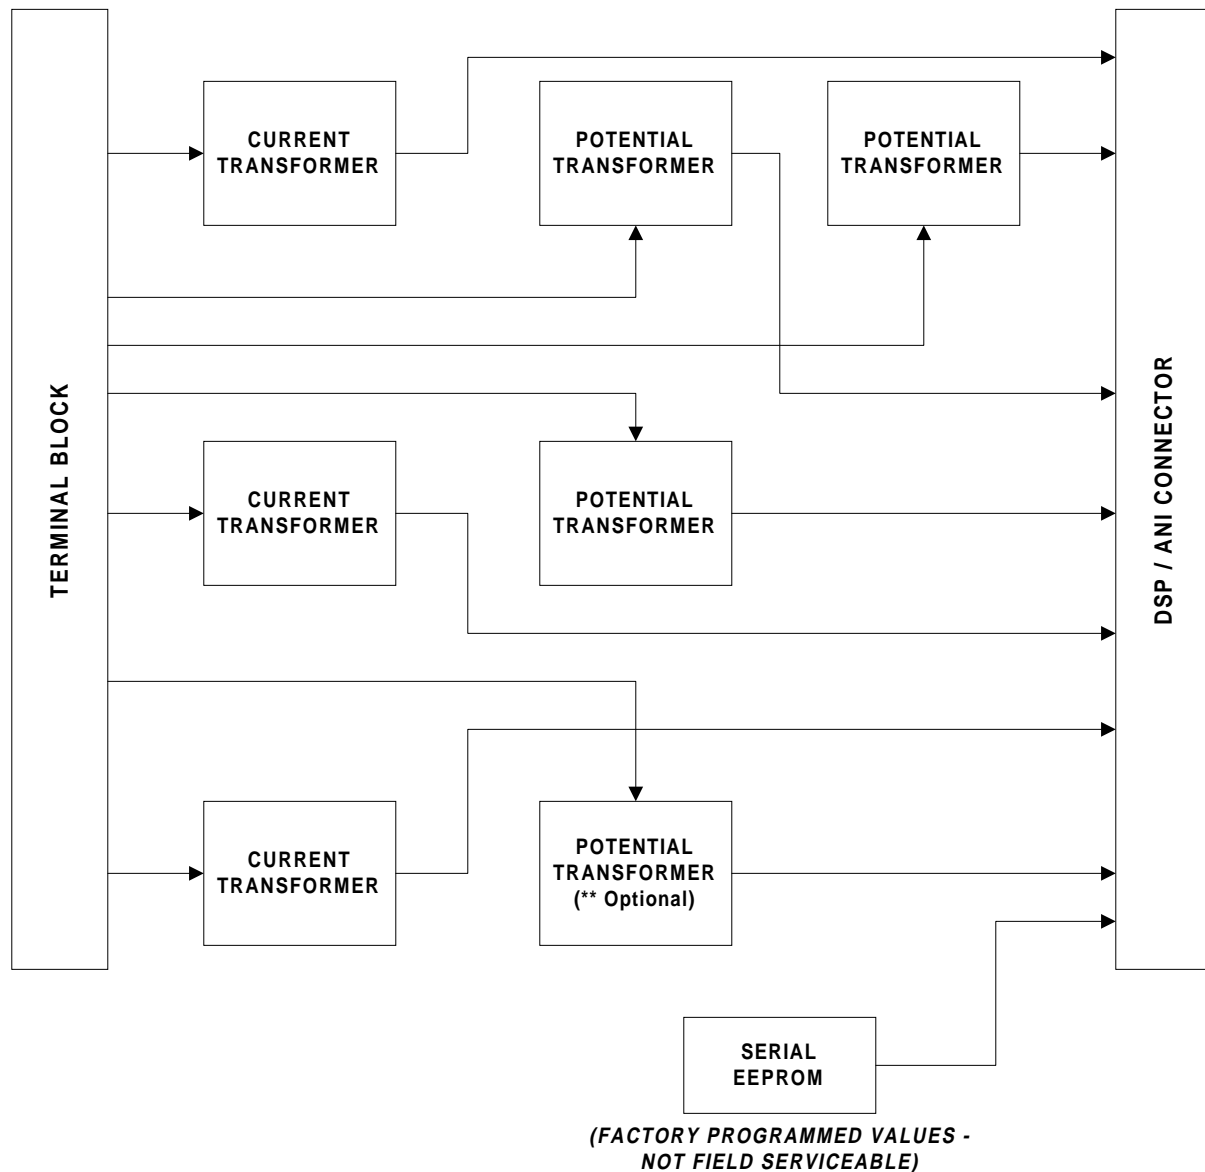 TERMINAL BLOCK
CURRENT
TRANSFORMER
POTENTIAL
TRANSFORMER
POTENTIAL
TRANSFORMER
CURRENT
TRANSFORMER
POTENTIAL
TRANSFORMER
CURRENT
TRANSFORMER
POTENTIAL
TRANSFORMER
(** Optional)
DSP / ANI CONNECTOR
SERIAL
EEPROM
(FACTORY PROGRAMMED VALUES -
NOT FIELD SERVICEABLE)